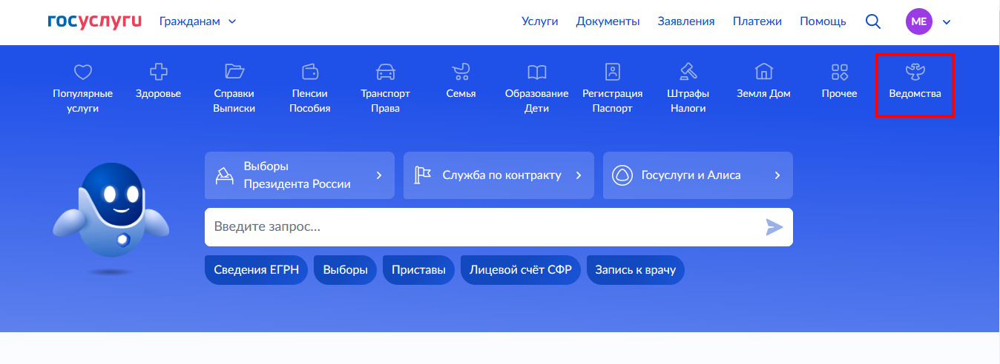 госуслуги Гражданам Услуги Документы Заявления Платежи Помощь МЕ
Популярные услуги
Здоровье
Справки Выписки
Пенсии Пособия
Транспорт Права
Семья
Образование Дети
Регистрация Паспорт
Штрафы Налоги
Земля Дом
Прочее
Ведомства
Выборы
Президента России
Служба по контракту
Госуслуги и Алиса
Введите запрос...
Сведения ЕГРН Выборы Приставы Лицевой счёт СФР Запись к врачу